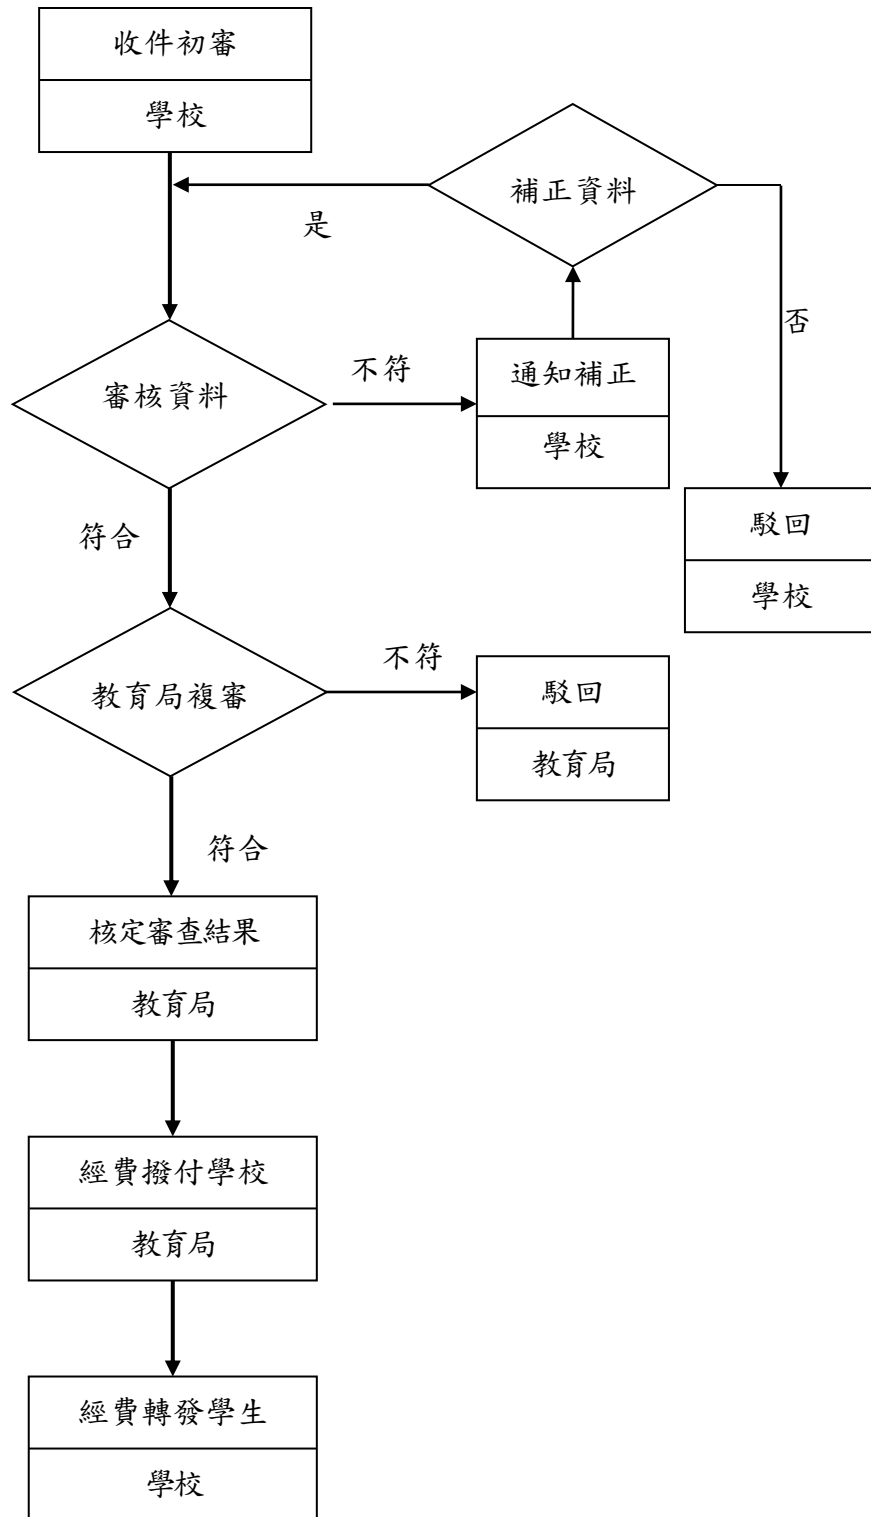 收件初審
學校
補正資料
是
否
審核資料
不符
通知補正
學校
符合
駁回
學校
教育局複審
不符
駁回
教育局
符合
核定審查結果
教育局
經費撥付學校
教育局
經費轉發學生
學校